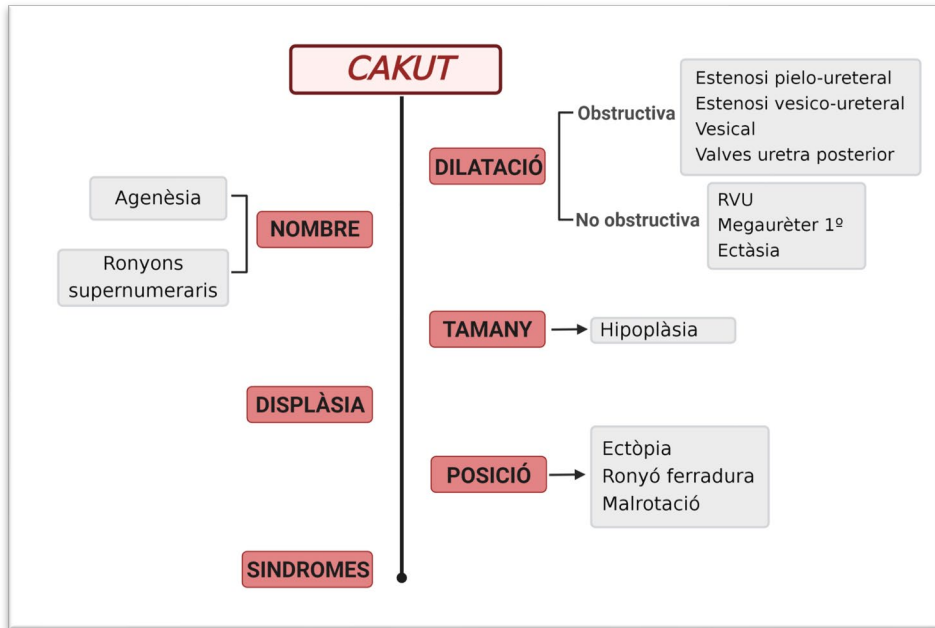 CAKUT
NOMBRE
Agenèsia
Ronyons
supernumeraris
DISPLÀSIA
SINDROMES
DILATACIÓ
Obstructiva
Estenosi pielo-ureteral
Estenosi vesico-ureteral
Vesical
Valves uretra posterior
No obstructiva
RVU
Megaurèter 1º
Ectàsia
TAMANY
Hipoplàsia
POSICIÓ
Ectòpia
Ronyó ferradura
Malrotació